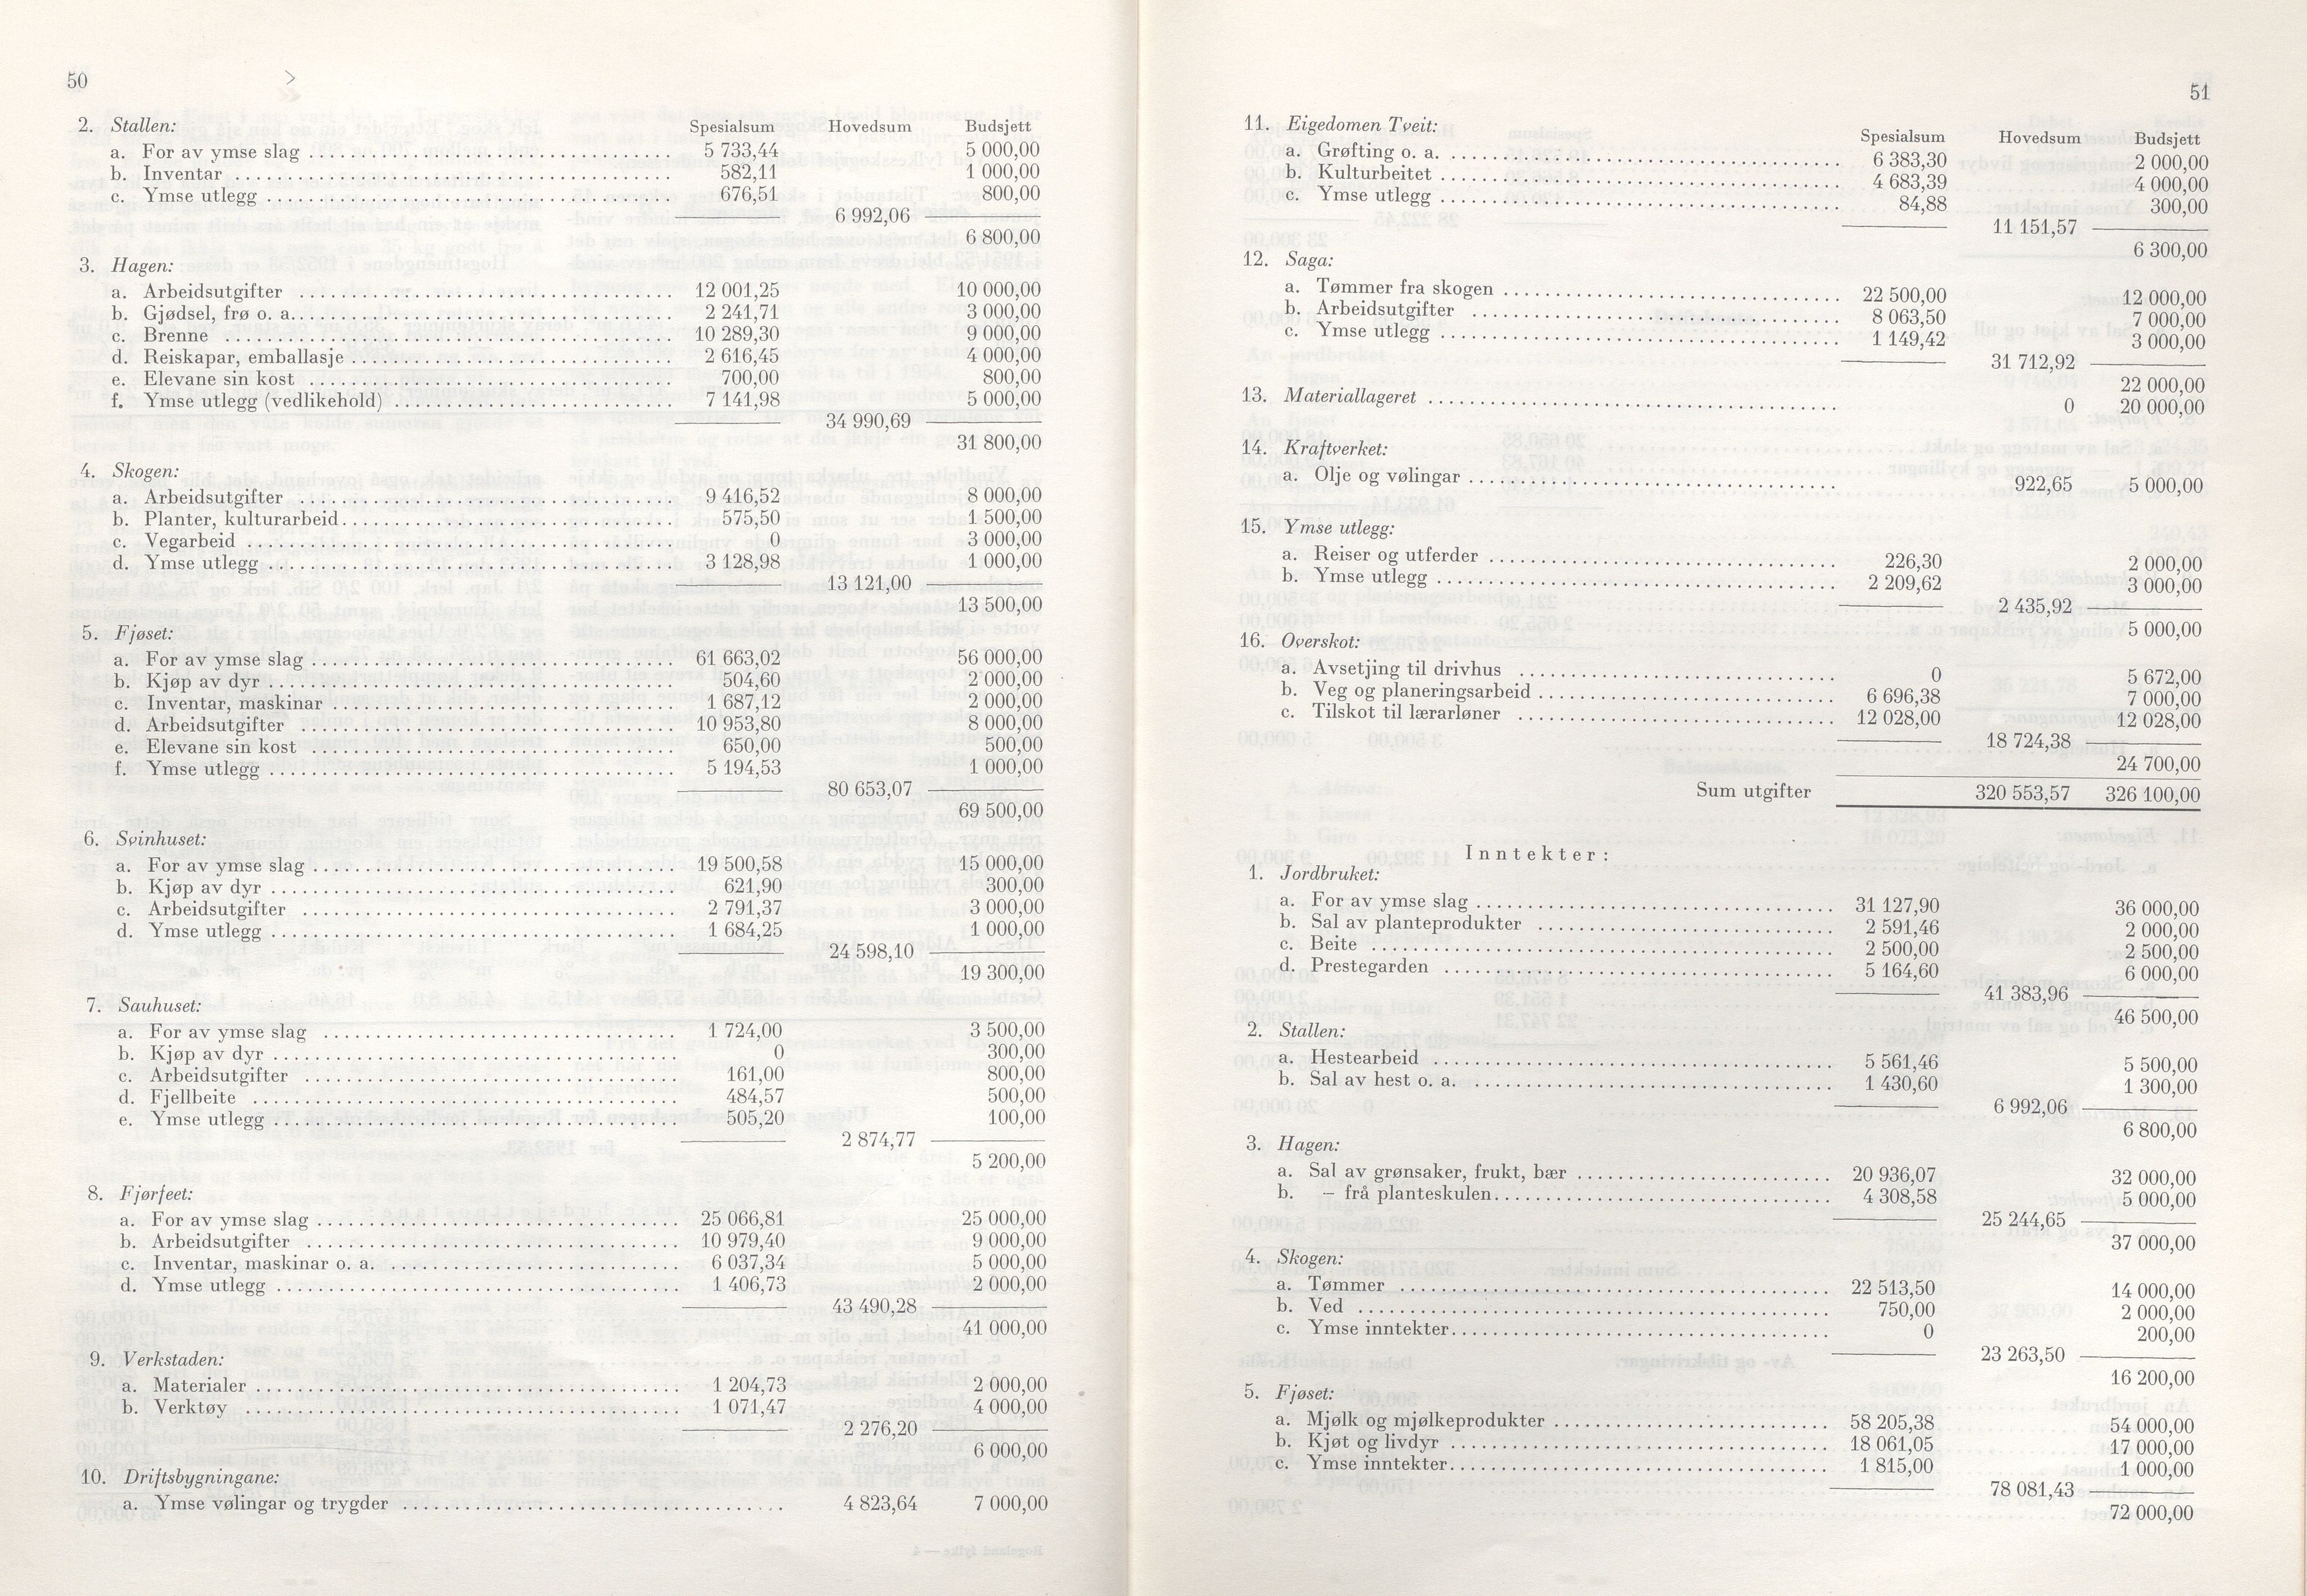 50
2. Stallen: Spesialsum Hovedsum Budsjett
a. For av ymse slag 5 733,44 5 000,00
b. Inventar 582,11 1 000,00
c. Ymse utlegg 676,51 800,00
6 992,06
6 800,00
3. Hagen:
a. Arbeidsutgifter 12 001,25 10 000,00
b. Gjødsel, frø o. a. 2 241,71 3 000,00
c. Brenne 10 289,30 9 000,00
d. Reiskapar, emballasje 2 616,45 4 000,00
e. Elevane sin kost 700,00 800,00
f. Ymse utlegg (vedlikehold) 7 141,98 5 000,00
34 990,69
31 800,00
4. Skogen:
a. Arbeidsutgifter 9 416,52 8 000,00
b. Planter, kulturarbeid 575,50 1 500,00
c. Vegarbeid 0 3 000,00
d. Ymse utlegg 3 128,98 1 000,00
13 121,00
13 500,00
5. Fjøset:
a. For av ymse slag 61 663,02 56 000,00
b. Kjøp av dyr 504,60 2 000,00
c. Inventar, maskinar 1 687,12 2 000,00
d. Arbeidsutgifter 10 953,80 8 000,00
e. Elevane sin kost 650,00 500,00
f. Ymse utlegg 5 194,53 1 000,00
80 653,07
69 500,00
6. Svinhuset:
a. For av ymse slag 19 500,58 15 000,00
b. Kjøp av dyr 621,90 300,00
c. Arbeidsutgifter 2 791,37 3 000,00
d. Ymse utlegg 1 684,25 1 000,00
24 598,10
19 300,00
7. Sauhuset:
a. For av ymse slag 1 724,00 3 500,00
b. Kjøp av dyr 0 300,00
c. Arbeidsutgifter 161,00 800,00
d. Fjellbeite 484,57 500,00
e. Ymse utlegg 505,20 100,00
2 874,77
5 200,00
8. Fjørfeet:
a. For av ymse slag 25 066,81 25 000,00
b. Arbeidsutgifter 10 979,40 9 000,00
c. Inventar, maskinar o. a. 6 037,34 5 000,00
d. Ymse utlegg 1 406,73 2 000,00
43 490,28
41 000,00
9. Verkstaden:
a. Materialer 1 204,73 2 000,00
b. Verktøy 1 071,47 4 000,00
2 276,20
6 000,00
10. Driftsbygningane:
a. Ymse vølingar og trygder 4 823,64 7 000,00
51
11. Eigedomen Tveit: Spesialsum Hovedsum Budsjett
a. Grøfting o. a. 6 383,30 2 000,00
b. Kulturbeitet 4 683,39 4 000,00
c. Ymse utlegg 84,88 300,00
11 151,57
6 300,00
12. Saga:
a. Tømmer fra skogen 22 500,00 12 000,00
b. Arbeidsutgifter 8 063,50 7 000,00
c. Ymse utlegg 1 149,42 3 000,00
31 712,92
22 000,00
13. Materiallageret 0 20 000,00
14. Kraftverket:
a. Olje og vølingar 922,65 5 000,00
15. Ymse utlegg:
a. Reiser og utferder 226,30 2 000,00
b. Ymse utlegg 2 209,62 3 000,00
2 435,92
5 000,00
16. Overskot:
a. Avsetjing til drivhus 0 5 672,00
b. Veg og planeringsarbeid 6 696,38 7 000,00
c. Tilskot til lærarløner 12 028,00 12 028,00
18 724,38
24 700,00
Sum utgifter 320 553,57 326 100,00
Inntekter:
1. Jordbruket:
a. For av ymse slag 31 127,90 36 000,00
b. Sal av planteprodukter 2 591,46 2 000,00
c. Beite 2 500,00 2 500,00
d. Prestegarden 5 164,60 6 000,00
41 383,96
46 500,00
2. Stallen:
a. Hestearbeid 5 561,46 5 500,00
b. Sal av hest o. a. 1 430,60 1 300,00
6 992,06
6 800,00
3. Hagen:
a. Sal av grønsaker, frukt, bær 20 936,07 32 000,00
b. – frå planteskulen 4 308,58 5 000,00
25 244,65
37 000,00
4. Skogen:
a. Tømmer 22 513,50 14 000,00
b. Ved 750,00 2 000,00
c. Ymse inntekter 0 200,00
23 263,50
16 200,00
5. Fjøset:
a. Mjølk og mjølkeprodukter 58 205,38 54 000,00
b. Kjøt og livdyr 18 061,05 17 000,00
c. Ymse inntekter 1 815,00 1 000,00
78 081,43
72 000,00